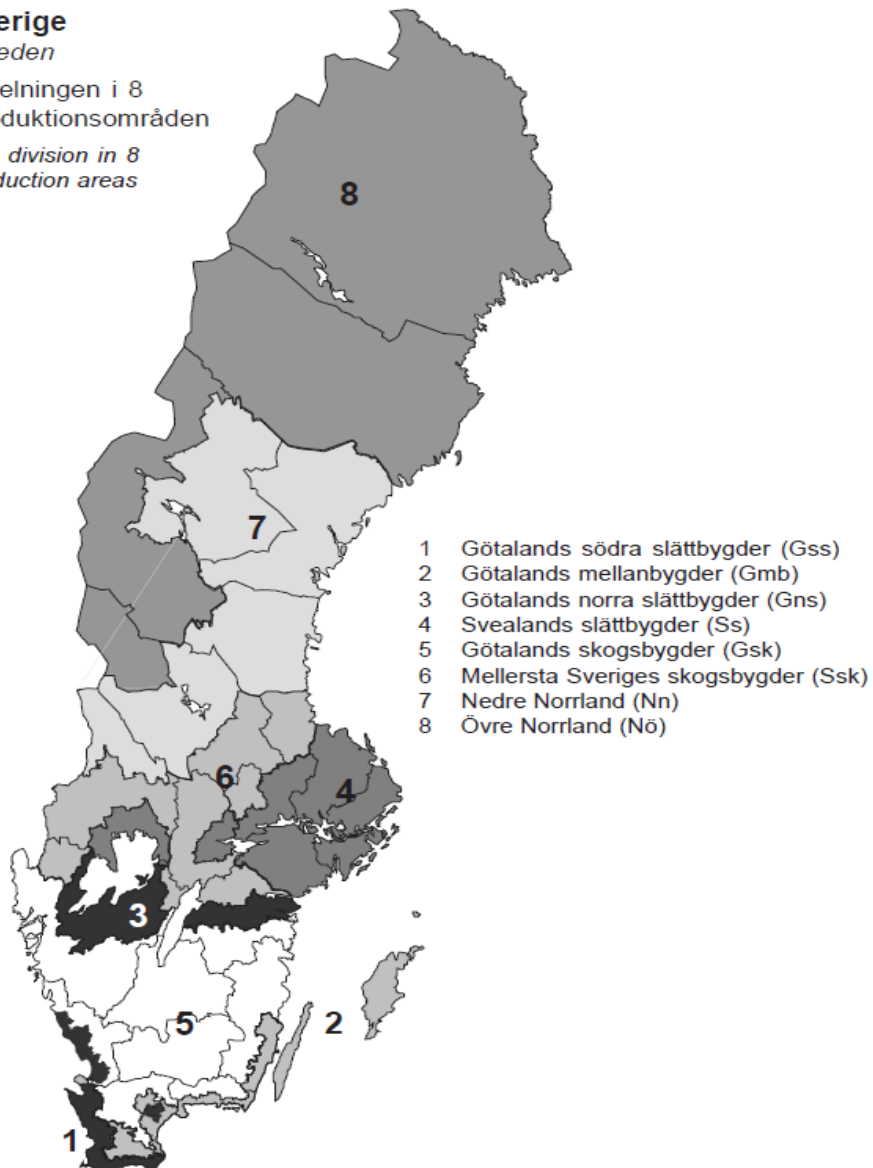 erige
eden
elningen i 8
duktionsområden
division in 8
uction areas
8
7
1 Götalands södra slättbygder (Gss)
2 Götalands mellanbygder (Gmb)
3 Götalands norra slättbygder (Gns)
4 Svealands slättbygder (Ss)
5 Götalands skogsbygder (Gsk)
6 Mellersta Sveriges skogsbygder (Ssk)
7 Nedre Norrland (Nn)
8 Övre Norrland (Nö)
6
4
3
5
2
1